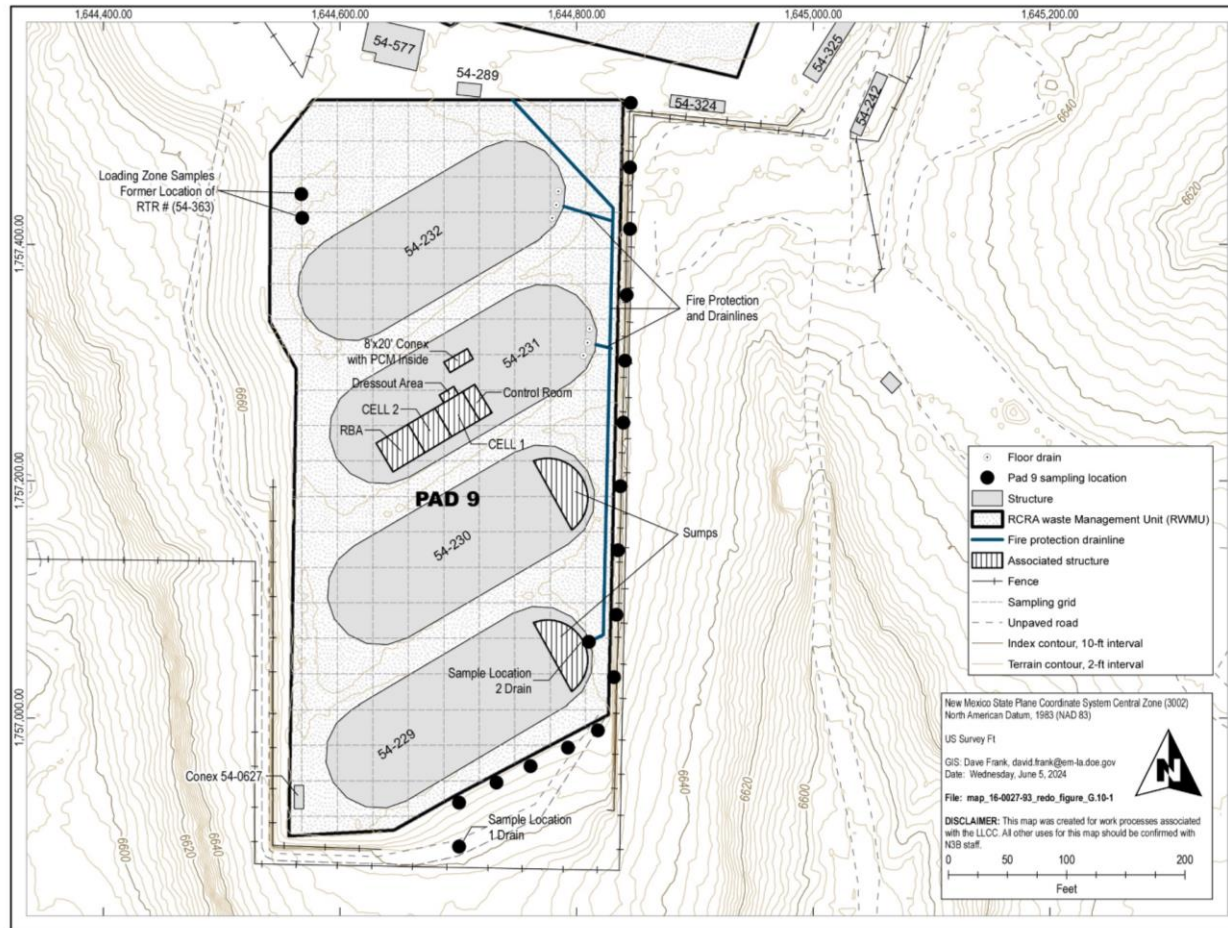 1,644,400.00
1,644,600.00
1,644,800.00
1,645,000.00
1,645,200.00
54-577
54-289
54-325
54-324
54-242
6640
6620
6600
Loading Zone Samples
Former Location of
RTR # (54-363)
1,757,400.00
54-232
Fire Protection
and Drainlines
8'x20' Conex
with PCM Inside
54-231
Dressout Area
Control Room
CELL 2
RBA
CELL 1
6660
1,757,200.00
PAD 9
54-230
Sumps
Floor drain
Pad 9 sampling location
Structure
RCRA waste Management Unit (RWMU)
Fire protection drainline
Associated structure
Fence
Sampling grid
Unpaved road
Index contour, 10-ft interval
Terrain contour, 2-ft interval
Sample Location
2 Drain
1,757,000.00
54-229
Conex 54-0627
Sample Location
1 Drain
6600
6620
6640
6640
6620
6600
New Mexico State Plane Coordinate System Central Zone (3002)
North American Datum, 1983 (NAD 83)
US Survey Ft
GIS: Dave Frank, david.frank@em-la.doe.gov
Date: Wednesday, June 5, 2024
N
File: map_16-0027-93_redo_figure_G.10-1
DISCLAIMER: This map was created for work processes associated
with the LLCC. All other uses for this map should be confirmed with
N3B staff.
0 50 100 200
Feet